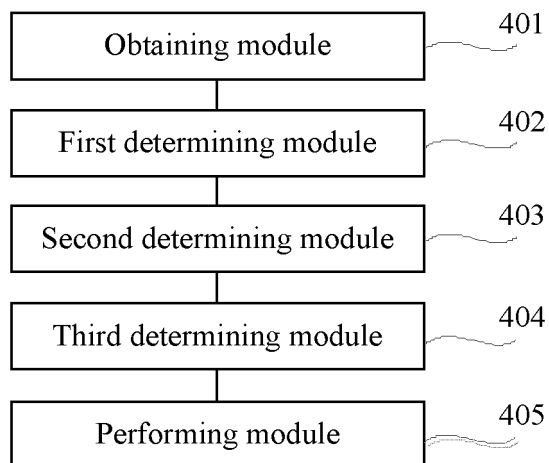 Obtaining module
401
First determining module
402
Second determining module
403
Third determining module
404
Performing module
405